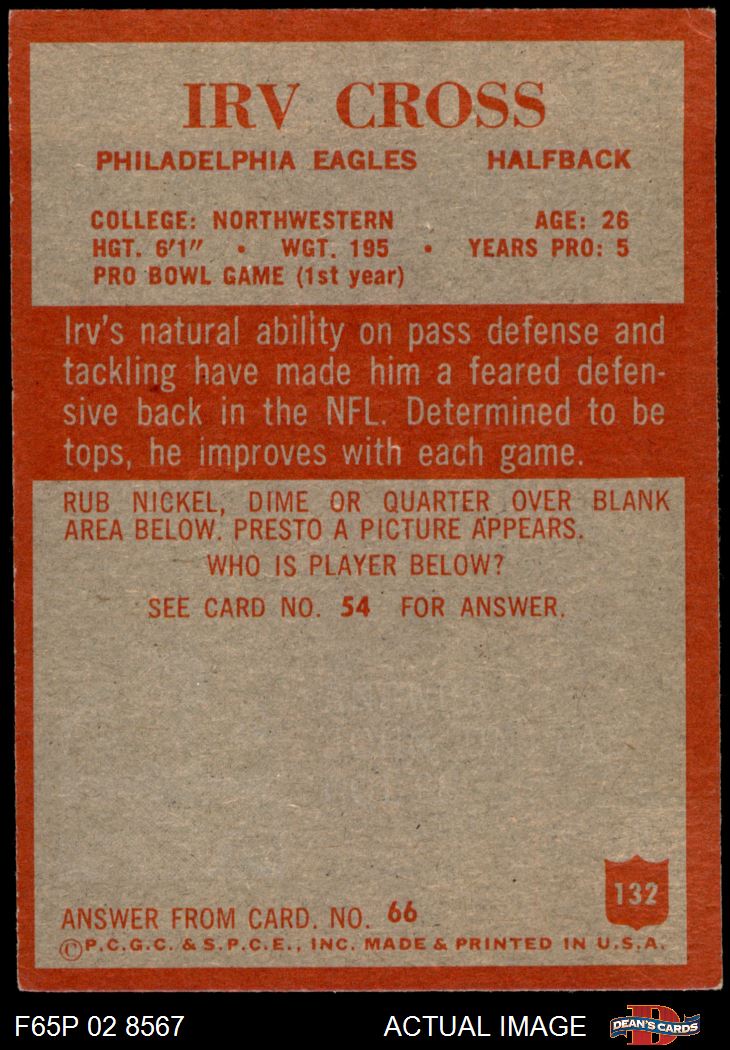 IRV CROSS
PHILADELPHIA EAGLES HALFBACK
COLLEGE: NORTHWESTERN AGE: 26
HGT. 6'1" • WGT. 195 • YEARS PRO: 5
PRO BOWL GAME (1st year)
Irv's natural ability on pass defense and
tackling have made him a feared defen-
sive back in the NFL. Determined to be
tops, he improves with each game.
RUB NICKEL, DIME OR QUARTER OVER BLANK
AREA BELOW. PRESTO A PICTURE APPEARS.
WHO IS PLAYER BELOW?
SEE CARD NO. 54 FOR ANSWER.
132
ANSWER FROM CARD. NO. 66
©P.C.G.C. & S.P.C.E., INC. MADE & PRINTED IN U.S.A.
F65P 02 8567 ACTUAL IMAGE
D
DEAN'S CARDS